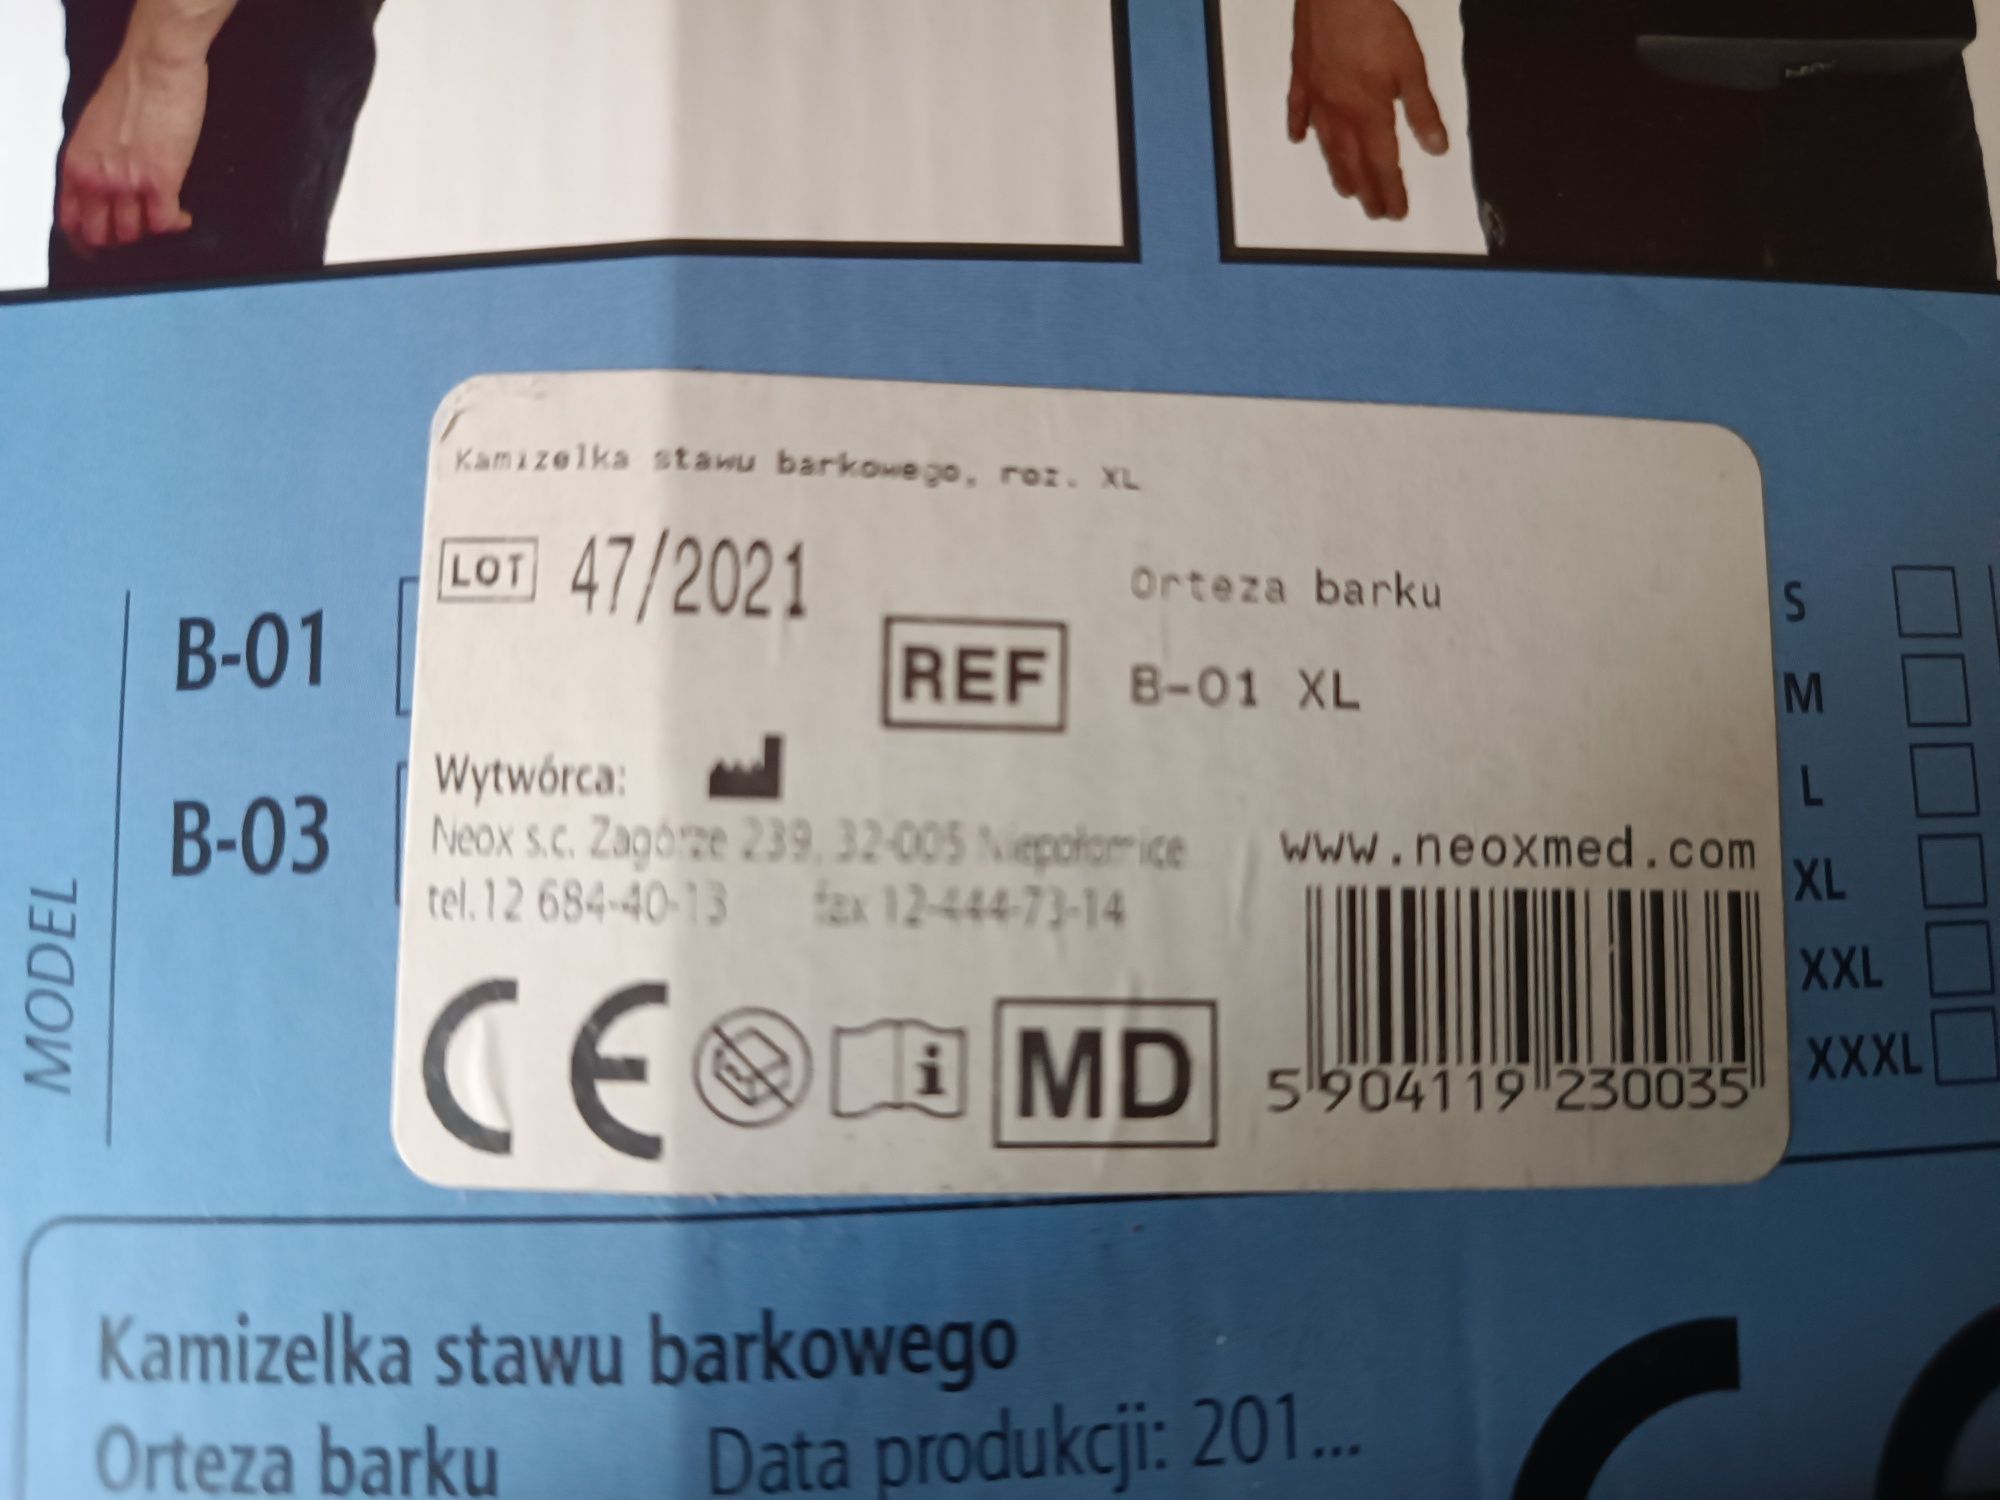 Kamizelka stawu barkowego, roz. XL
LOT 47/2021
Orteza barku
REF B-01 XL
Wytwórca:
Neox s.c. Zagórze 239, 32-005 Niepołomice
tel. 12 684-40-13 fax 12-444-73-14
www.neoxmed.com
CE MD
5 904119 230035
MODEL
B-01
B-03
S
M
L
XL
XXL
XXXL
Kamizelka stawu barkowego
Orteza barku
Data produkcji: 201...